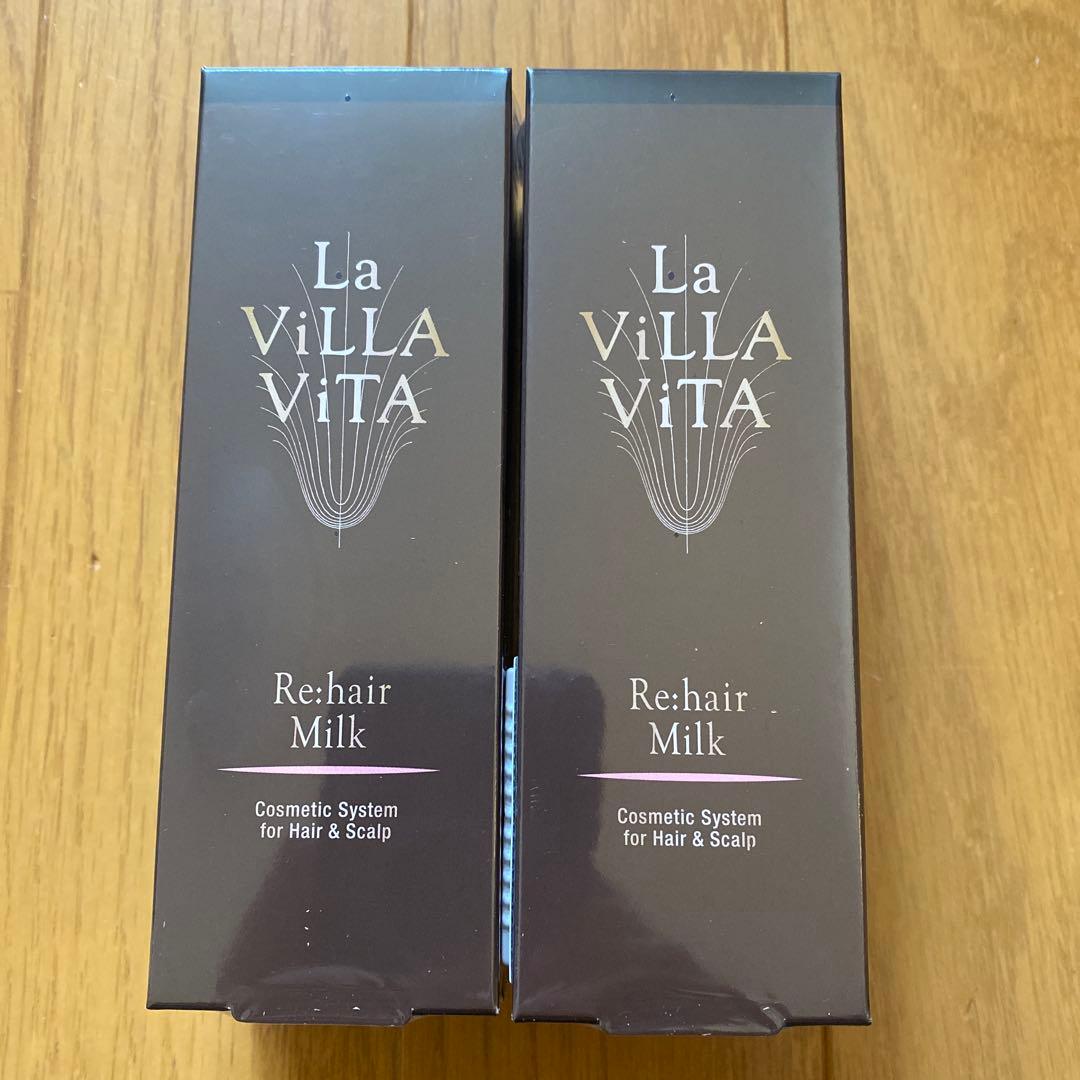 La
ViLLA
ViTA
Re:hair
Milk
Cosmetic System
for Hair & Scalp
La
ViLLA
ViTA
Re:hair
Milk
Cosmetic System
for Hair & Scalp